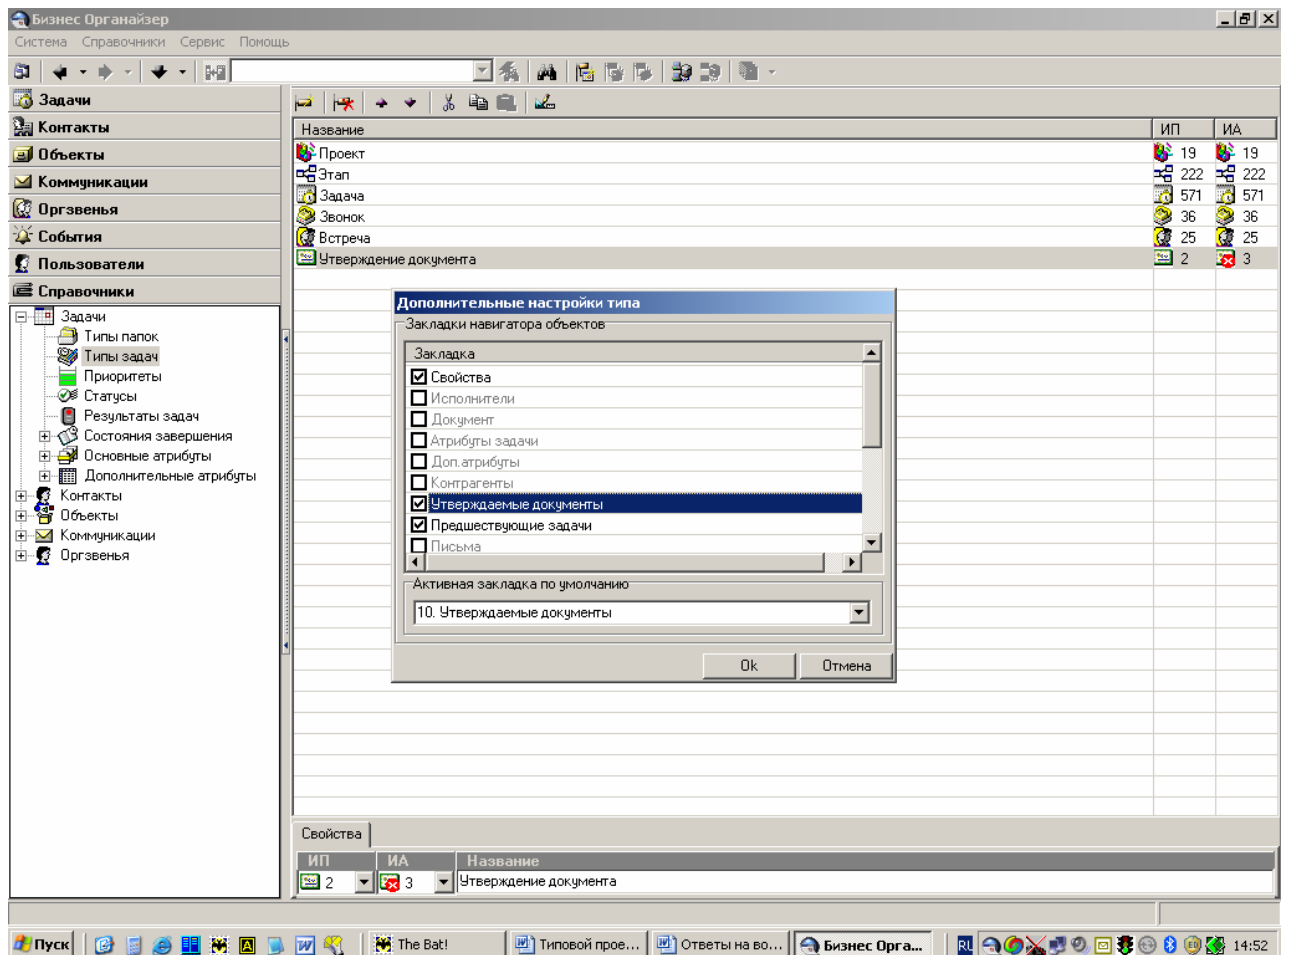 Бизнес Органайзер
Система Справочники Сервис Помощь
Задачи
Контакты
Объекты
Коммуникации
Оргзвенья
События
Пользователи
Справочники
Задачи
Типы папок
Типы задач
Приоритеты
Статусы
Результаты задач
Состояния завершения
Основные атрибуты
Дополнительные атрибуты
Контакты
Объекты
Коммуникации
Оргзвенья
Название ИП ИА
Проект 19 19
Этап 222 222
Задача 571 571
Звонок 36 36
Встреча 25 25
Утверждение документа 2 3
Дополнительные настройки типа
Закладки навигатора объектов
Закладка
Свойства
Исполнители
Документ
Атрибуты задачи
Доп.атрибуты
Контрагенты
Утверждаемые документы
Предшествующие задачи
Письма
Активная закладка по умолчанию
10. Утверждаемые документы
Ok Отмена
Свойства
ИП ИА Название
2 3 Утверждение документа
Пуск The Bat! Типовой прое... Ответы на во... Бизнес Орга... RU 14:52